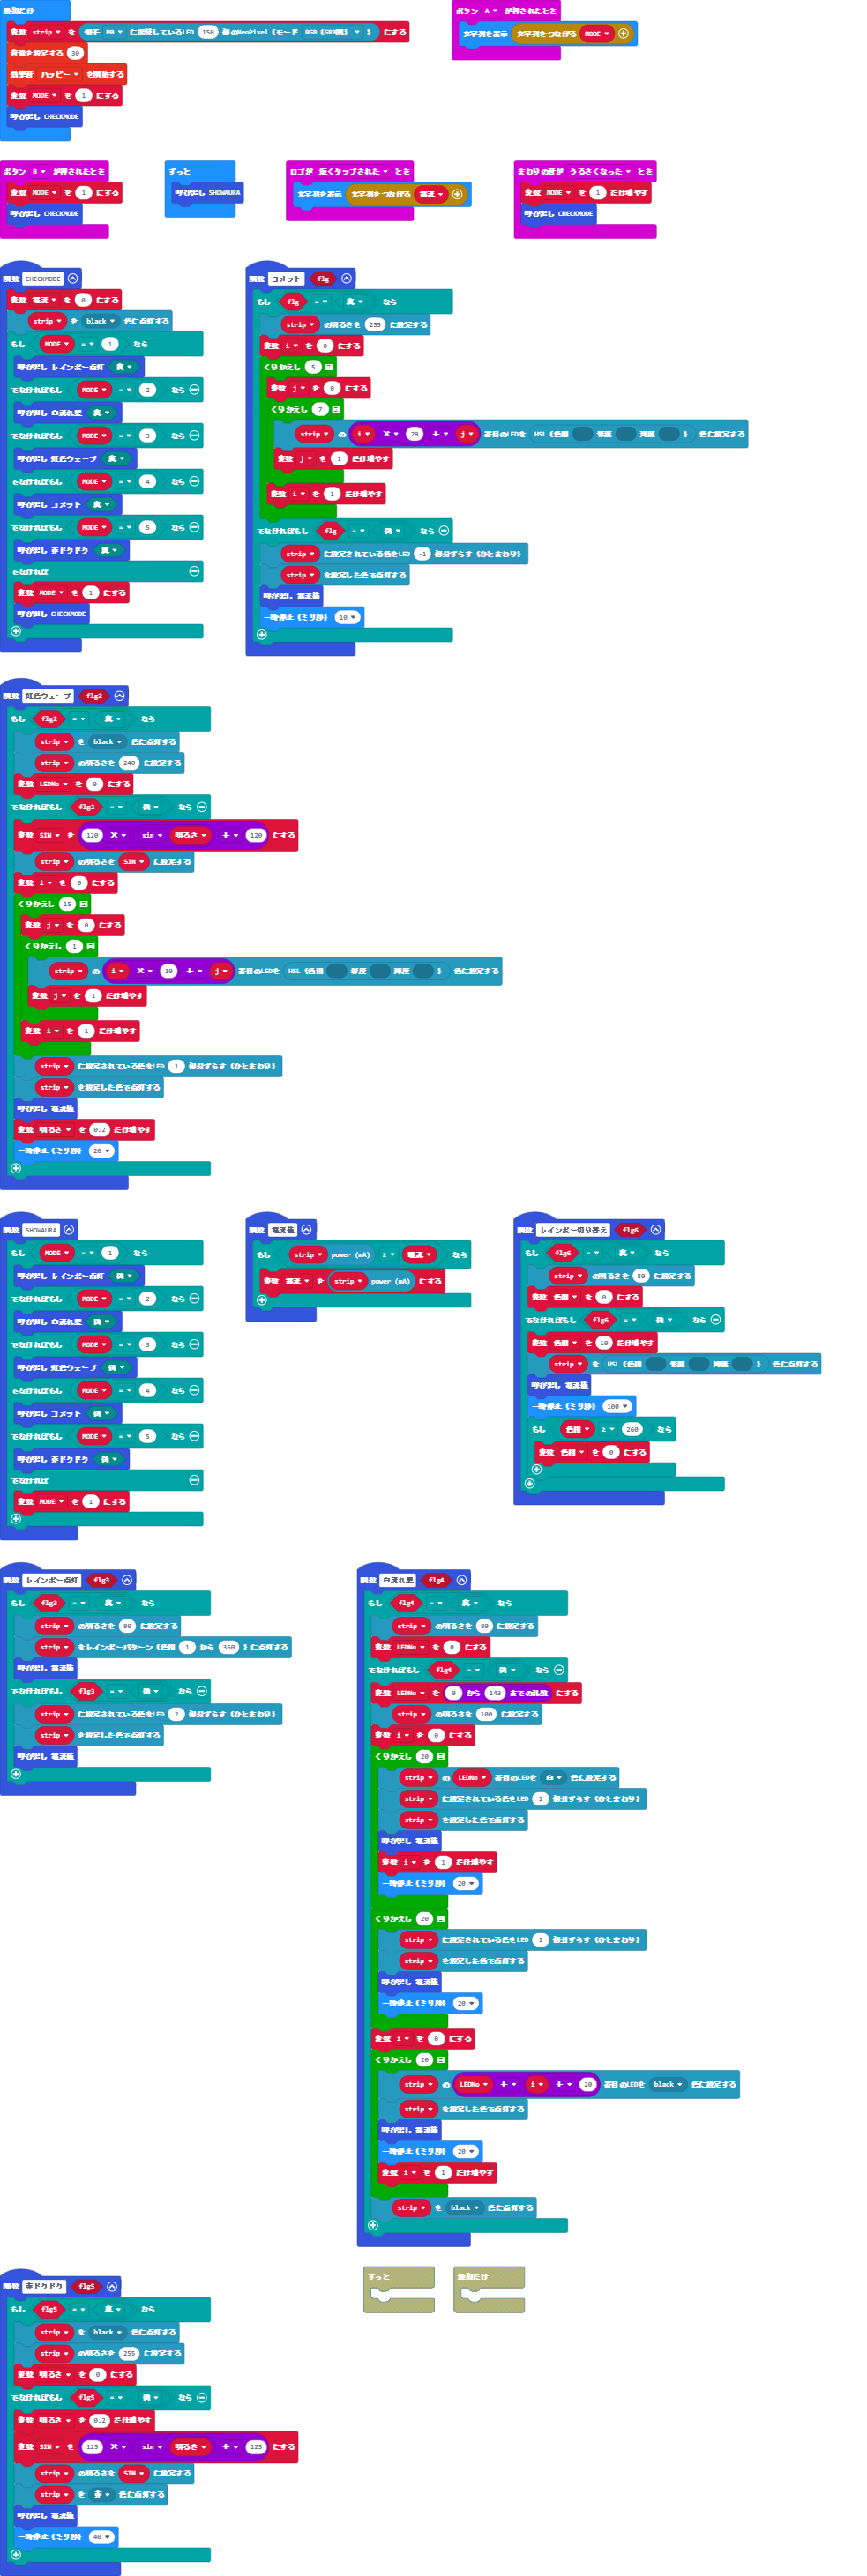 最初だけ
変数 strip を 端子 P0 に接続しているLED 150 個のNeoPixel (モード RGB (GRB順) ) にする
音量を設定する 30
効果音 ハッピー を開始する
変数 MODE を 1 にする
呼び出し CHECKMODE
ボタン A が押されたとき
文字列を表示 文字列をつなげる MODE
ボタン B が押されたとき
変数 MODE を 1 にする
呼び出し CHECKMODE
ずっと
呼び出し SHOWAURA
ロゴが 短くタップされた とき
文字列を表示 文字列をつなげる 電流
まわりの音が うるさくなった とき
変数 MODE を 1 だけ増やす
呼び出し CHECKMODE
関数 CHECKMODE
変数 電流 を 0 にする
strip を black 色に点灯する
もし MODE = 1 なら
呼び出し レインボー点灯 真
でなければもし MODE = 2 なら
呼び出し 白流れ星 真
でなければもし MODE = 3 なら
呼び出し 虹色ウェーブ 真
でなければもし MODE = 4 なら
呼び出し コメット 真
でなければもし MODE = 5 なら
呼び出し 赤ドクドク 真
でなければ
変数 MODE を 1 にする
呼び出し CHECKMODE
関数 コメット flg
もし flg = 真 なら
strip の明るさを 255 に設定する
変数 i を 0 にする
くりかえし 5 回
変数 j を 0 にする
くりかえし 7 回
strip の i × 29 + j 番目のLEDを HSL (色相 彩度 輝度 ) 色に設定する
変数 j を 1 だけ増やす
変数 i を 1 だけ増やす
でなければもし flg = 偽 なら
strip に設定されている色をLED -1 個分ずらす (ひとまわり)
strip を設定した色で点灯する
呼び出し 電流値
一時停止 (ミリ秒) 10
関数 虹色ウェーブ flg2
もし flg2 = 真 なら
strip を black 色に点灯する
strip の明るさを 240 に設定する
変数 LEDNo を 0 にする
でなければもし flg2 = 偽 なら
変数 SIN を 120 × sin 明るさ + 120 にする
strip の明るさを SIN に設定する
変数 i を 0 にする
くりかえし 15 回
変数 j を 0 にする
くりかえし 1 回
strip の i × 10 + j 番目のLEDを HSL (色相 彩度 輝度 ) 色に設定する
変数 j を 1 だけ増やす
変数 i を 1 だけ増やす
strip に設定されている色をLED 1 個分ずらす (ひとまわり)
strip を設定した色で点灯する
呼び出し 電流値
変数 明るさ を 0.2 だけ増やす
一時停止 (ミリ秒) 20
関数 SHOWAURA
もし MODE = 1 なら
呼び出し レインボー点灯 偽
でなければもし MODE = 2 なら
呼び出し 白流れ星 偽
でなければもし MODE = 3 なら
呼び出し 虹色ウェーブ 偽
でなければもし MODE = 4 なら
呼び出し コメット 偽
でなければもし MODE = 5 なら
呼び出し 赤ドクドク 偽
でなければ
変数 MODE を 1 にする
関数 電流値
もし strip power (mA) ≥ 電流 なら
変数 電流 を strip power (mA) にする
関数 レインボー切り替え flg6
もし flg6 = 真 なら
strip の明るさを 80 に設定する
変数 色相 を 0 にする
でなければもし flg6 = 偽 なら
変数 色相 を 10 だけ増やす
strip を HSL (色相 彩度 輝度 ) 色に点灯する
呼び出し 電流値
一時停止 (ミリ秒) 100
もし 色相 ≥ 260 なら
変数 色相 を 0 にする
関数 レインボー点灯 flg3
もし flg3 = 真 なら
strip の明るさを 80 に設定する
strip をレインボーパターン (色相 1 から 360 ) に点灯する
呼び出し 電流値
でなければもし flg3 = 偽 なら
strip に設定されている色をLED 2 個分ずらす (ひとまわり)
strip を設定した色で点灯する
呼び出し 電流値
関数 白流れ星 flg4
もし flg4 = 真 なら
strip の明るさを 80 に設定する
変数 LEDNo を 0 にする
でなければもし flg4 = 偽 なら
変数 LEDNo を 0 から 143 までの乱数 にする
strip の明るさを 100 に設定する
変数 i を 0 にする
くりかえし 20 回
strip の LEDNo 番目のLEDを 白 色に設定する
strip に設定されている色をLED 1 個分ずらす (ひとまわり)
strip を設定した色で点灯する
呼び出し 電流値
変数 i を 1 だけ増やす
一時停止 (ミリ秒) 20
くりかえし 20 回
strip に設定されている色をLED 1 個分ずらす (ひとまわり)
strip を設定した色で点灯する
呼び出し 電流値
一時停止 (ミリ秒) 20
変数 i を 0 にする
くりかえし 20 回
strip の LEDNo + i + 20 番目のLEDを black 色に設定する
strip を設定した色で点灯する
呼び出し 電流値
一時停止 (ミリ秒) 20
変数 i を 1 だけ増やす
strip を black 色に点灯する
関数 赤ドクドク flg5
もし flg5 = 真 なら
strip を black 色に点灯する
strip の明るさを 255 に設定する
変数 明るさ を 0 にする
でなければもし flg5 = 偽 なら
変数 明るさ を 0.2 だけ増やす
変数 SIN を 125 × sin 明るさ + 125 にする
strip の明るさを SIN に設定する
strip を 赤 色に点灯する
呼び出し 電流値
一時停止 (ミリ秒) 40
ずっと
最初だけ